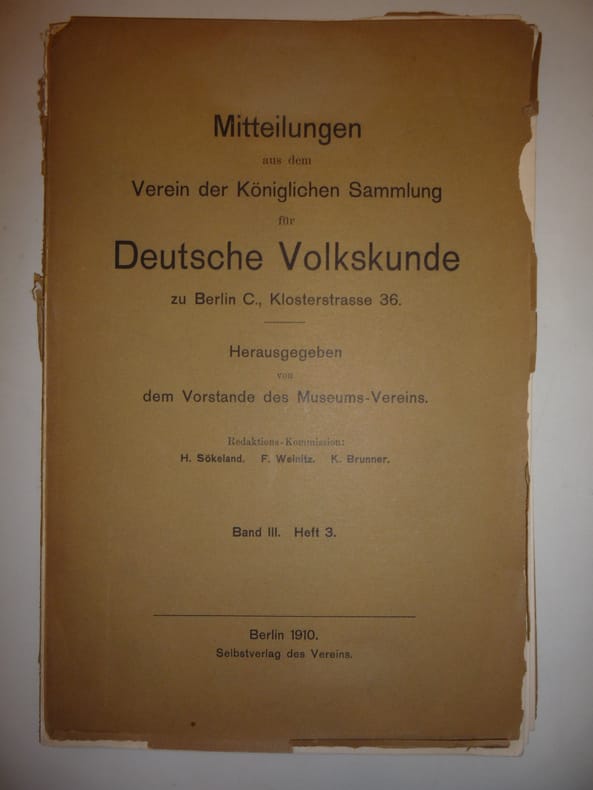 Mitteilungen
aus dem
Verein der Königlichen Sammlung
für
Deutsche Volkskunde
zu Berlin C., Klosterstrasse 36.
Herausgegeben
von
dem Vorstande des Museums-Vereins.
Redaktions-Kommission:
H. Sökeland. F. Weinitz. K. Brunner.
Band III. Heft 3.
Berlin 1910.
Selbstverlag des Vereins.